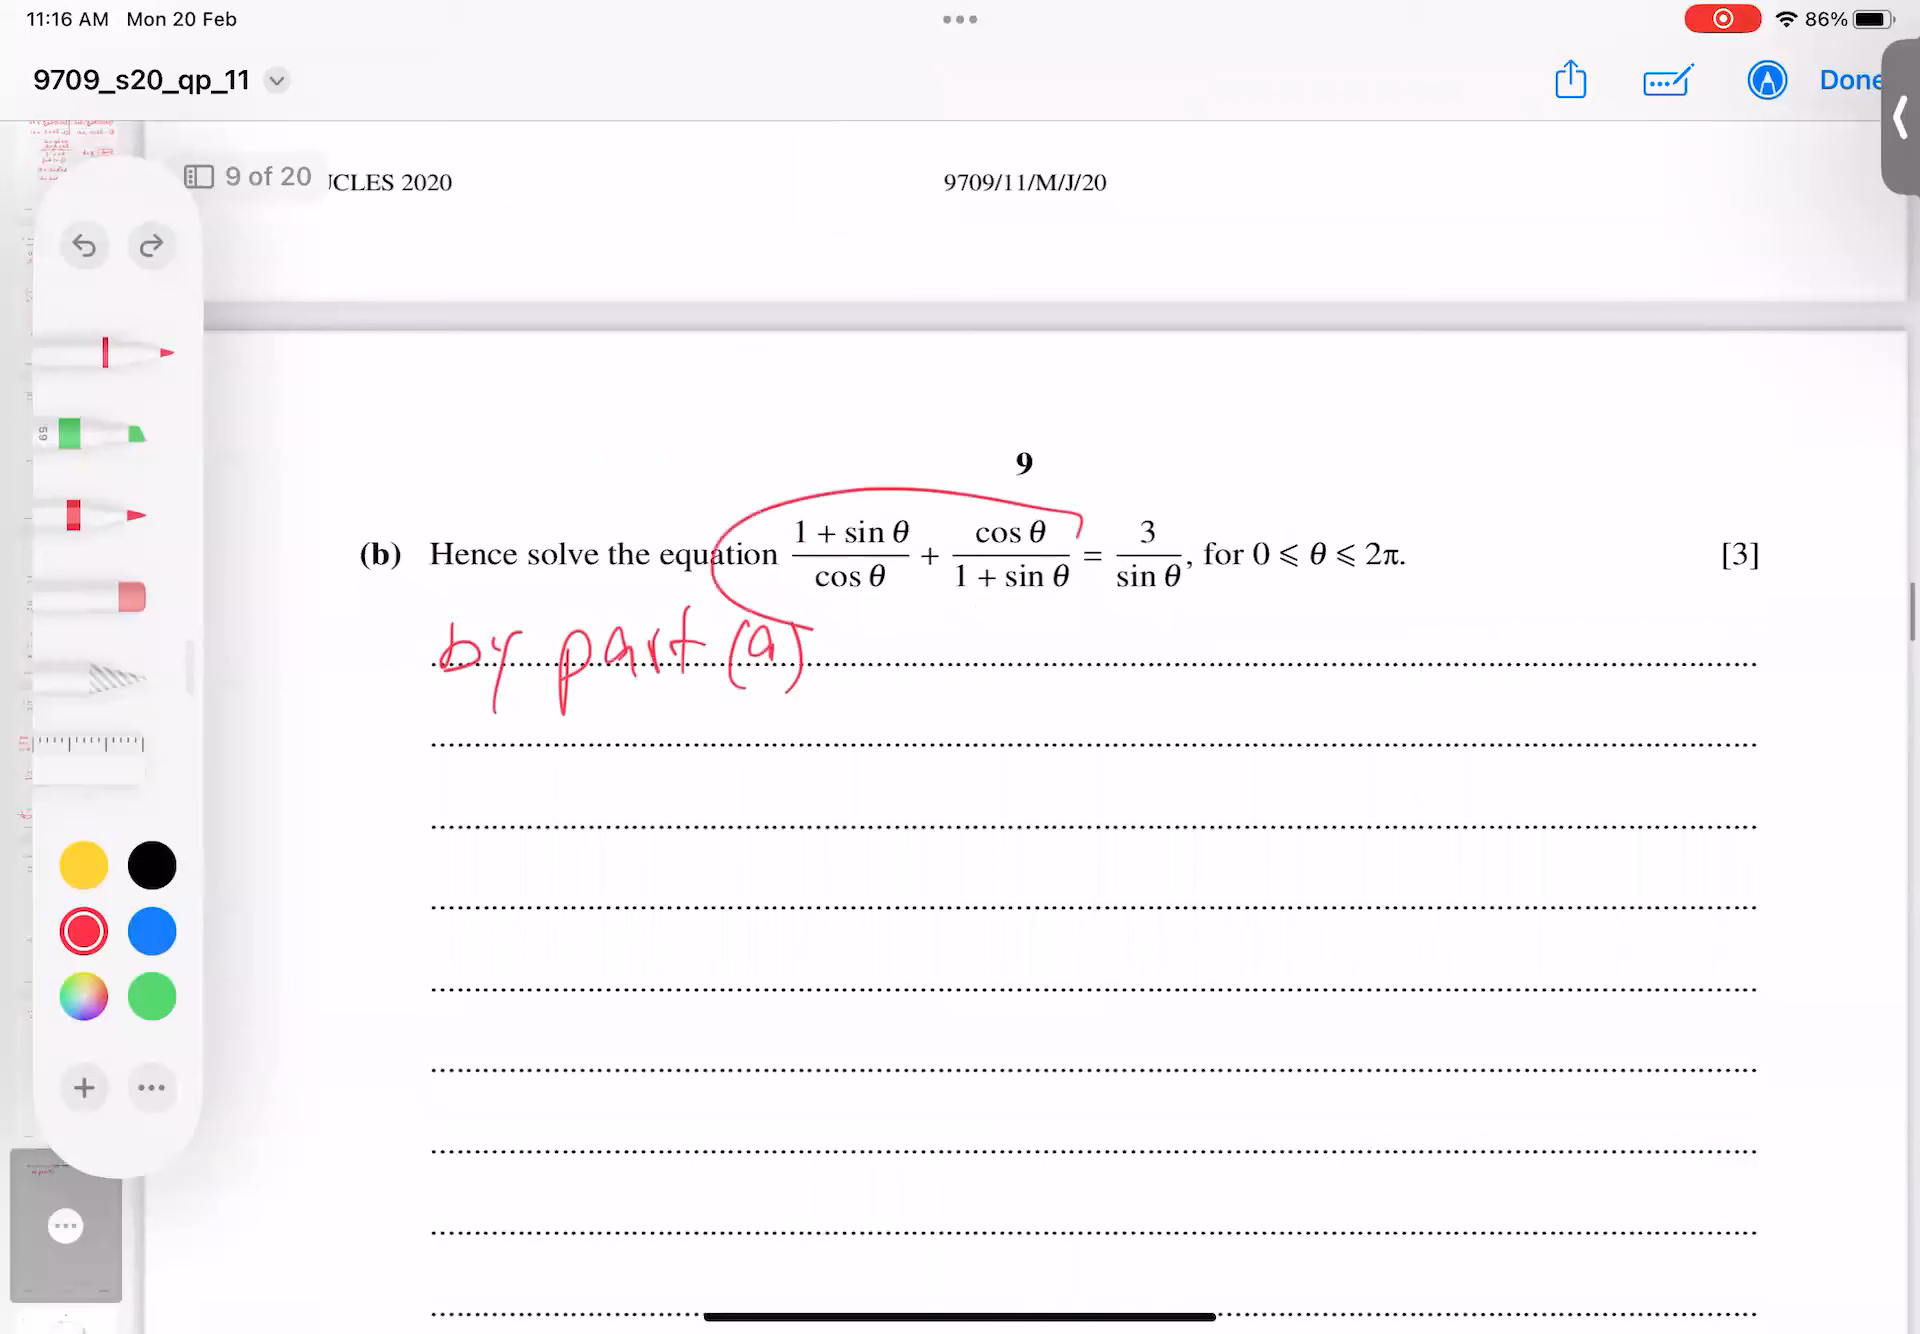 11:16 AM Mon 20 Feb
86%
9709_s20_qp_11
Done
9 of 20
UCLES 2020
9709/11/M/J/20
9
(b) Hence solve the equation (1 + sin θ)/(cos θ) + (cos θ)/(1 + sin θ) = 3/(sin θ), for 0 ⩽ θ ⩽ 2π. [3]
by part (a)
59